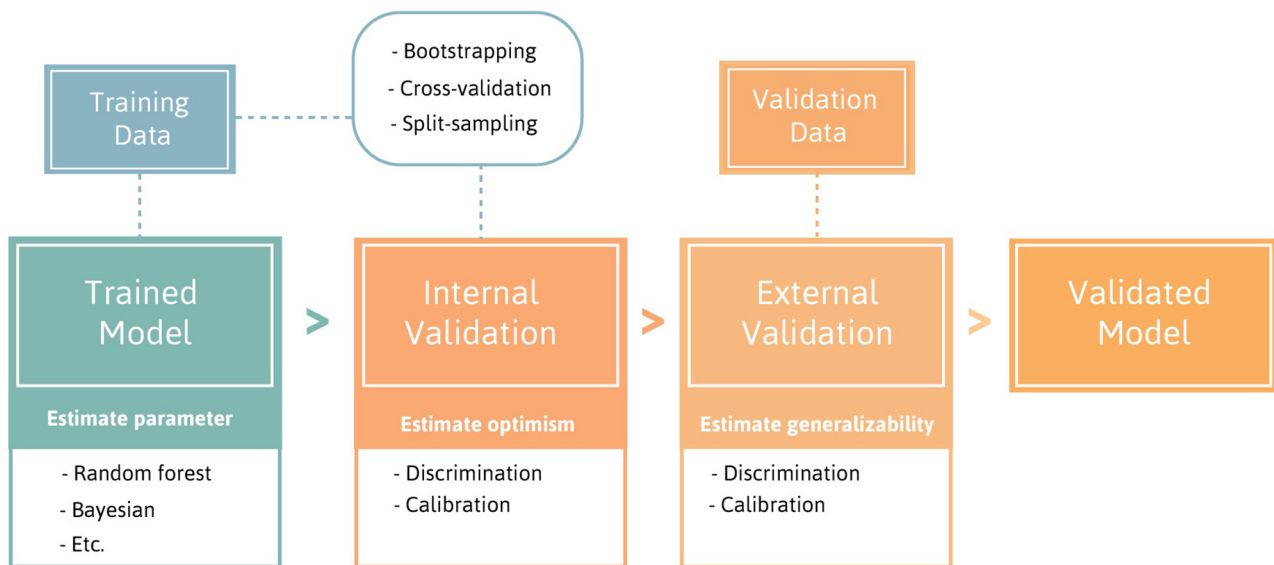 Training
Data
- Bootstrapping
- Cross-validation
- Split-sampling
Validation
Data
Trained
Model
>
Internal
Validation
>
External
Validation
>
Validated
Model
Estimate parameter
- Random forest
- Bayesian
- Etc.
Estimate optimism
- Discrimination
- Calibration
Estimate generalizability
- Discrimination
- Calibration